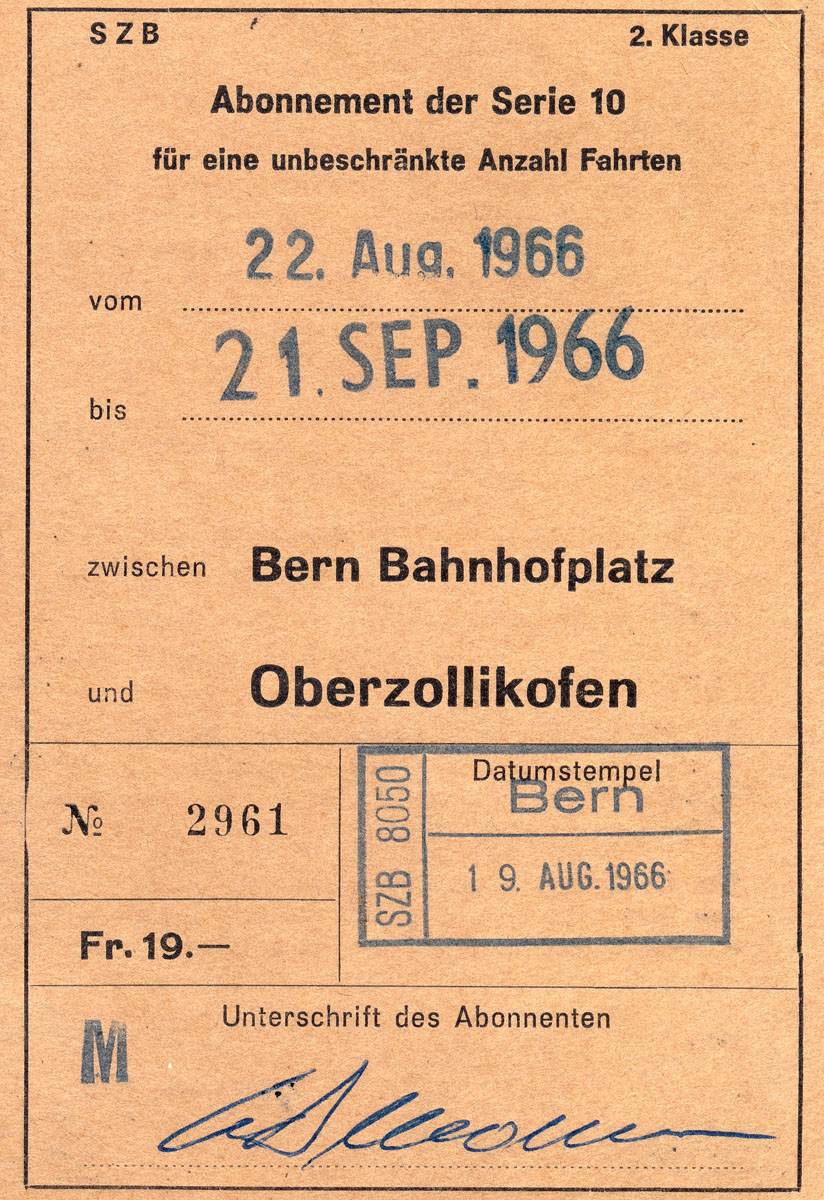 SZB 2. Klasse
Abonnement der Serie 10
für eine unbeschränkte Anzahl Fahrten
vom 22. Aug. 1966
bis 21. SEP. 1966
zwischen Bern Bahnhofplatz
und Oberzollikofen
№ 2961
Fr. 19.—
Datumstempel
Bern
19. AUG. 1966
SZB 8050
Unterschrift des Abonnenten
M